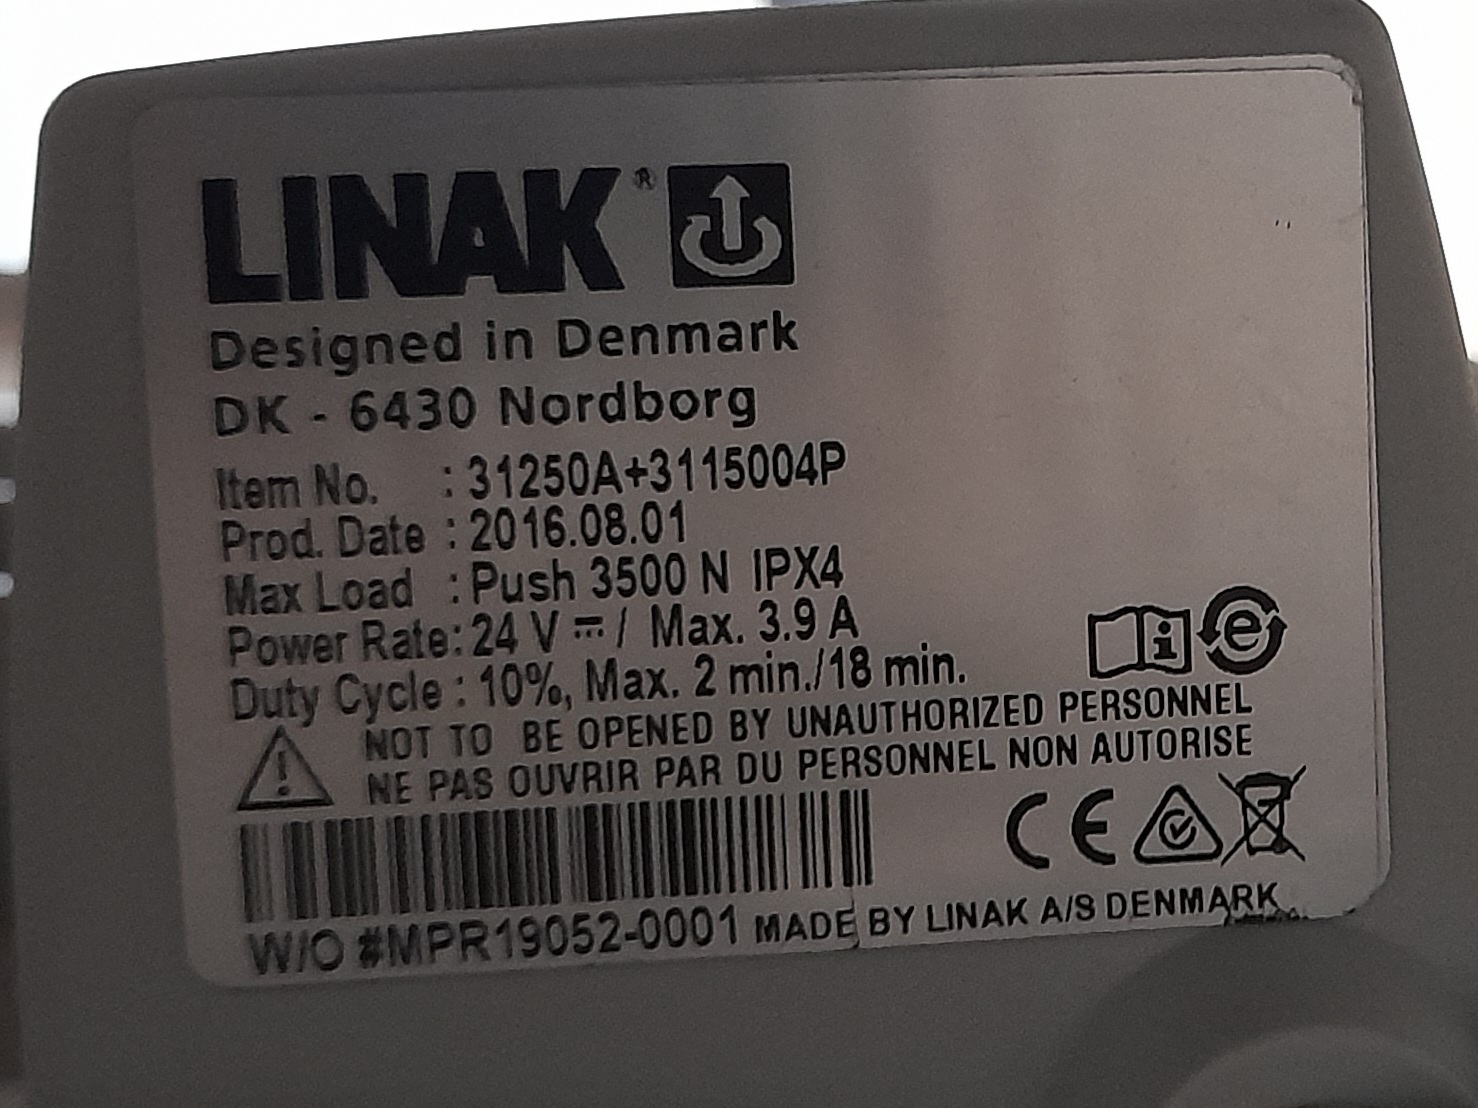 LINAK®
Designed in Denmark
DK - 6430 Nordborg
Item No. : 31250A+3115004P
Prod. Date : 2016.08.01
Max Load : Push 3500 N IPX4
Power Rate: 24 V ⎓ / Max. 3.9 A
Duty Cycle : 10%, Max. 2 min./18 min.
NOT TO BE OPENED BY UNAUTHORIZED PERSONNEL
NE PAS OUVRIR PAR DU PERSONNEL NON AUTORISE
CE
W/O #MPR19052-0001 MADE BY LINAK A/S DENMARK